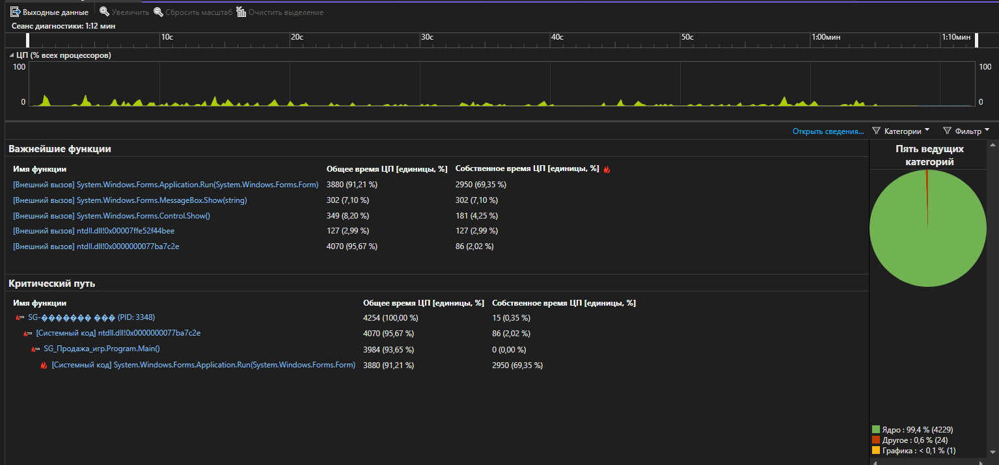 Выходные данные Увеличить Сбросить масштаб Очистить выделение
Сеанс диагностики: 1:12 мин
10с 20с 30с 40с 50с 1:00мин 1:10мин
ЦП (% всех процессоров)
100 100
0 0
Открыть сведения... Категории Фильтр
Важнейшие функции
Имя функции Общее время ЦП [единицы, %] Собственное время ЦП [единицы, %]
[Внешний вызов] System.Windows.Forms.Application.Run(System.Windows.Forms.Form) 3880 (91,21 %) 2950 (69,35 %)
[Внешний вызов] System.Windows.Forms.MessageBox.Show(string) 302 (7,10 %) 302 (7,10 %)
[Внешний вызов] System.Windows.Forms.Control.Show() 349 (8,20 %) 181 (4,25 %)
[Внешний вызов] ntdll.dll!0x00007ffe52f44bee 127 (2,99 %) 127 (2,99 %)
[Внешний вызов] ntdll.dll!0x0000000077ba7c2e 4070 (95,67 %) 86 (2,02 %)
Критический путь
Имя функции Общее время ЦП [единицы, %] Собственное время ЦП [единицы, %]
SG-������� ��� (PID: 3348) 4254 (100,00 %) 15 (0,35 %)
[Системный код] ntdll.dll!0x0000000077ba7c2e 4070 (95,67 %) 86 (2,02 %)
SG_Продажа_игр.Program.Main() 3984 (93,65 %) 0 (0,00 %)
[Системный код] System.Windows.Forms.Application.Run(System.Windows.Forms.Form) 3880 (91,21 %) 2950 (69,35 %)
Пять ведущих
категорий
Ядро : 99,4 % (4229)
Другое : 0,6 % (24)
Графика : < 0,1 % (1)